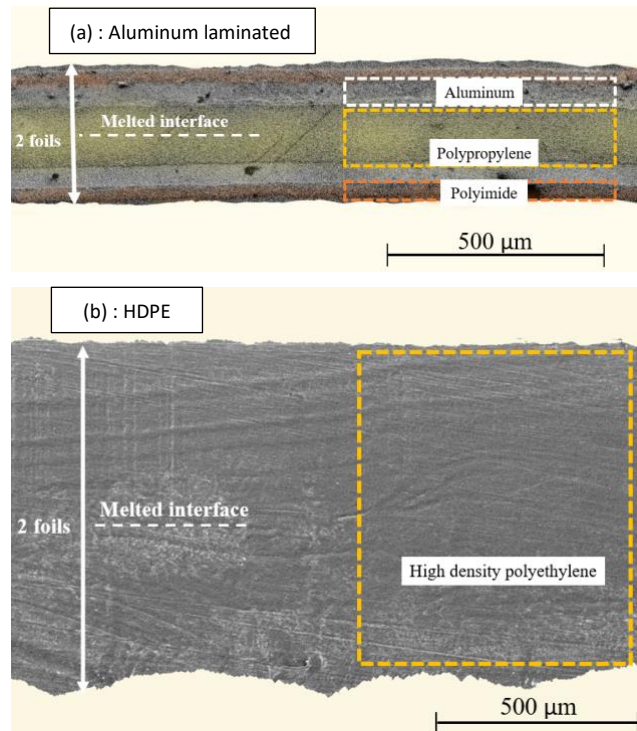 (a) : Aluminum laminated
Aluminum
Melted interface
2 foils
Polypropylene
Polyimide
500 µm
(b) : HDPE
Melted interface
2 foils
High density polyethylene
500 µm